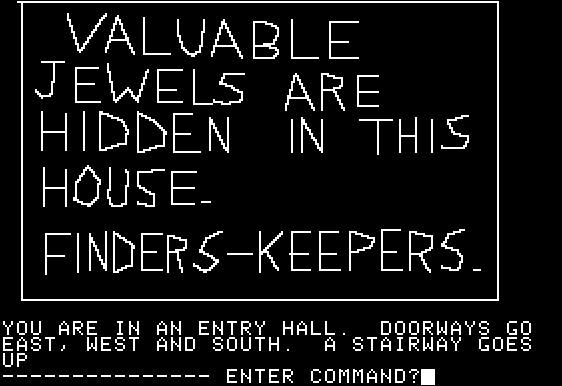 VALUABLE
JEWELS ARE
HIDDEN IN THIS
HOUSE.
FINDERS-KEEPERS.
YOU ARE IN AN ENTRY HALL.  DOORWAYS GO
EAST, WEST AND SOUTH.  A STAIRWAY GOES
UP
---------------- ENTER COMMAND?